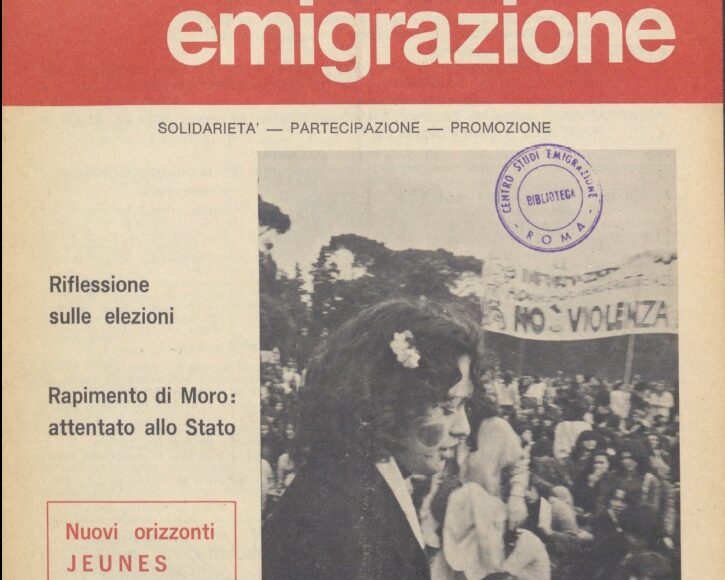 emigrazione
SOLIDARIETA' — PARTECIPAZIONE — PROMOZIONE
CENTRO STUDI EMIGRAZIONE
BIBLIOTECA
- ROMA -
Riflessione
sulle elezioni
NO VIOLENZA
Rapimento di Moro:
attentato allo Stato
Nuovi orizzonti
JEUNES